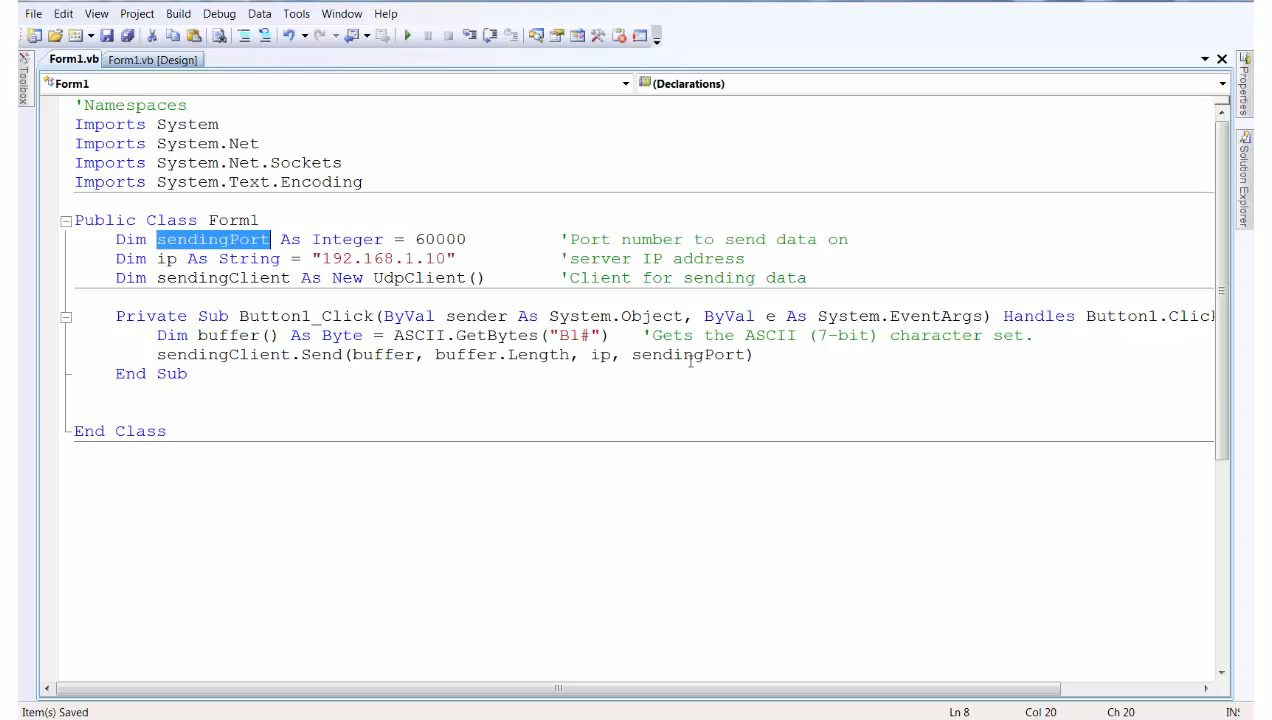 File Edit View Project Build Debug Data Tools Window Help
Form1.vb Form1.vb [Design]
Toolbox
Properties
Solution Explorer
Form1 (Declarations)
'Namespaces
Imports System
Imports System.Net
Imports System.Net.Sockets
Imports System.Text.Encoding
Public Class Form1
Dim sendingPort As Integer = 60000 'Port number to send data on
Dim ip As String = "192.168.1.10" 'server IP address
Dim sendingClient As New UdpClient() 'Client for sending data
Private Sub Button1_Click(ByVal sender As System.Object, ByVal e As System.EventArgs) Handles Button1.Click
Dim buffer() As Byte = ASCII.GetBytes("B1#") 'Gets the ASCII (7-bit) character set.
sendingClient.Send(buffer, buffer.Length, ip, sendingPort)
End Sub
End Class
Item(s) Saved Ln 8 Col 20 Ch 20 INS